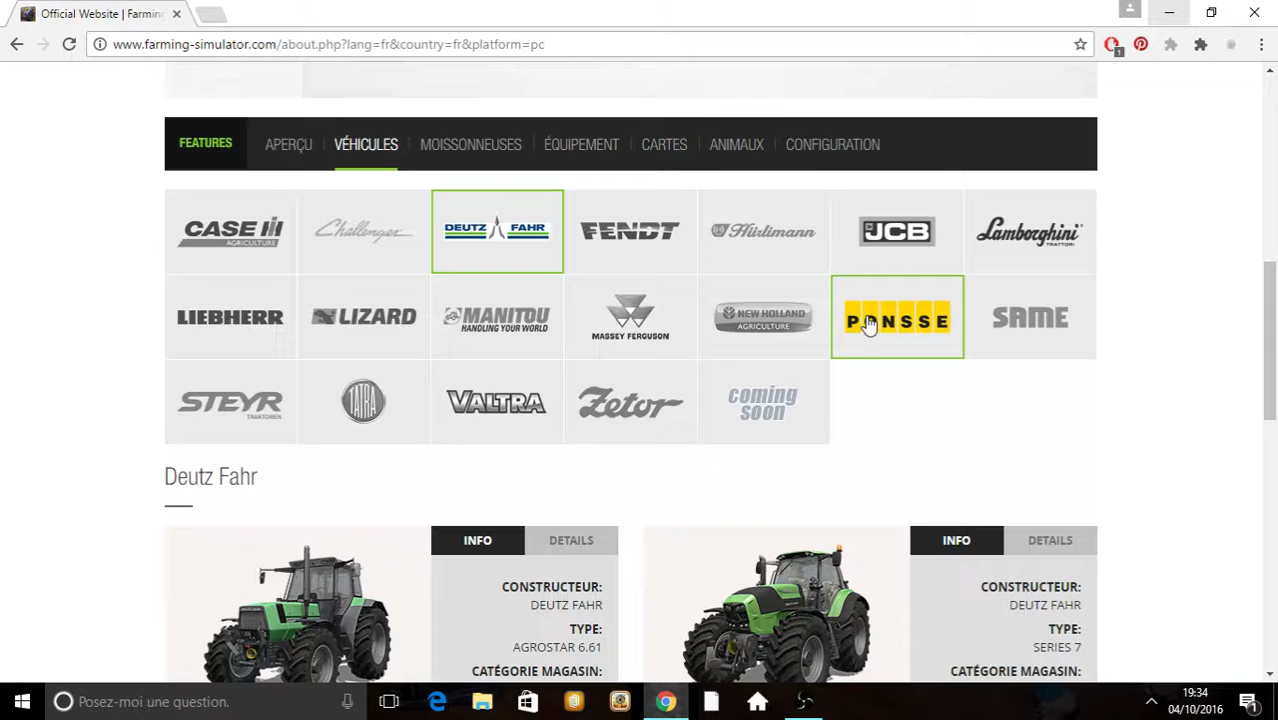 Official Website | Farming
www.farming-simulator.com/about.php?lang=fr&country=fr&platform=pc
1
FEATURES APERÇU VÉHICULES MOISSONNEUSES ÉQUIPEMENT CARTES ANIMAUX CONFIGURATION
CASE IH AGRICULTURE Challenger DEUTZ FAHR FENDT Hürlimann JCB Lamborghini TRATTORI
LIEBHERR LIZARD MANITOU HANDLING YOUR WORLD MASSEY FERGUSON NEW HOLLAND AGRICULTURE PONSSE SAME
STEYR TRAKTOREN TATRA VALTRA Zetor coming soon
Deutz Fahr
INFO DETAILS INFO DETAILS
CONSTRUCTEUR: CONSTRUCTEUR:
DEUTZ FAHR DEUTZ FAHR
TYPE: TYPE:
AGROSTAR 6.61 SERIES 7
CATÉGORIE MAGASIN: CATÉGORIE MAGASIN:
Posez-moi une question.
19:34
04/10/2016
1